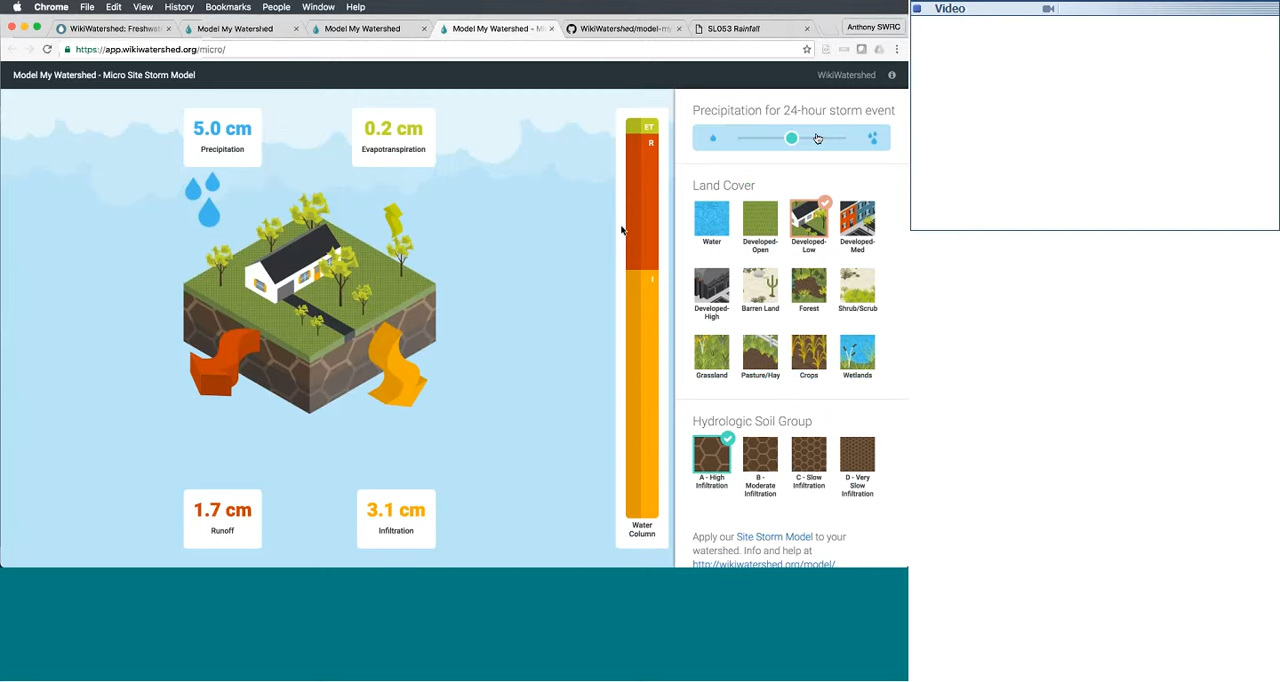 Chrome File Edit View History Bookmarks People Window Help
WikiWatershed: Freshwat
Model My Watershed
Model My Watershed
Model My Watershed – Mi
WikiWatershed/model-my
SL053 Rainfall
Anthony SWRC
https://app.wikiwatershed.org/micro/
Model My Watershed - Micro Site Storm Model
WikiWatershed
5.0 cm
Precipitation
0.2 cm
Evapotranspiration
1.7 cm
Runoff
3.1 cm
Infiltration
ET
R
I
Water
Column
Precipitation for 24-hour storm event
Land Cover
Water
Developed-
Open
Developed-
Low
Developed-
Med
Developed-
High
Barren Land
Forest
Shrub/Scrub
Grassland
Pasture/Hay
Crops
Wetlands
Hydrologic Soil Group
A - High
Infiltration
B -
Moderate
Infiltration
C - Slow
Infiltration
D - Very
Slow
Infiltration
Apply our Site Storm Model to your
watershed. Info and help at
http://wikiwatershed.org/model/.
Video